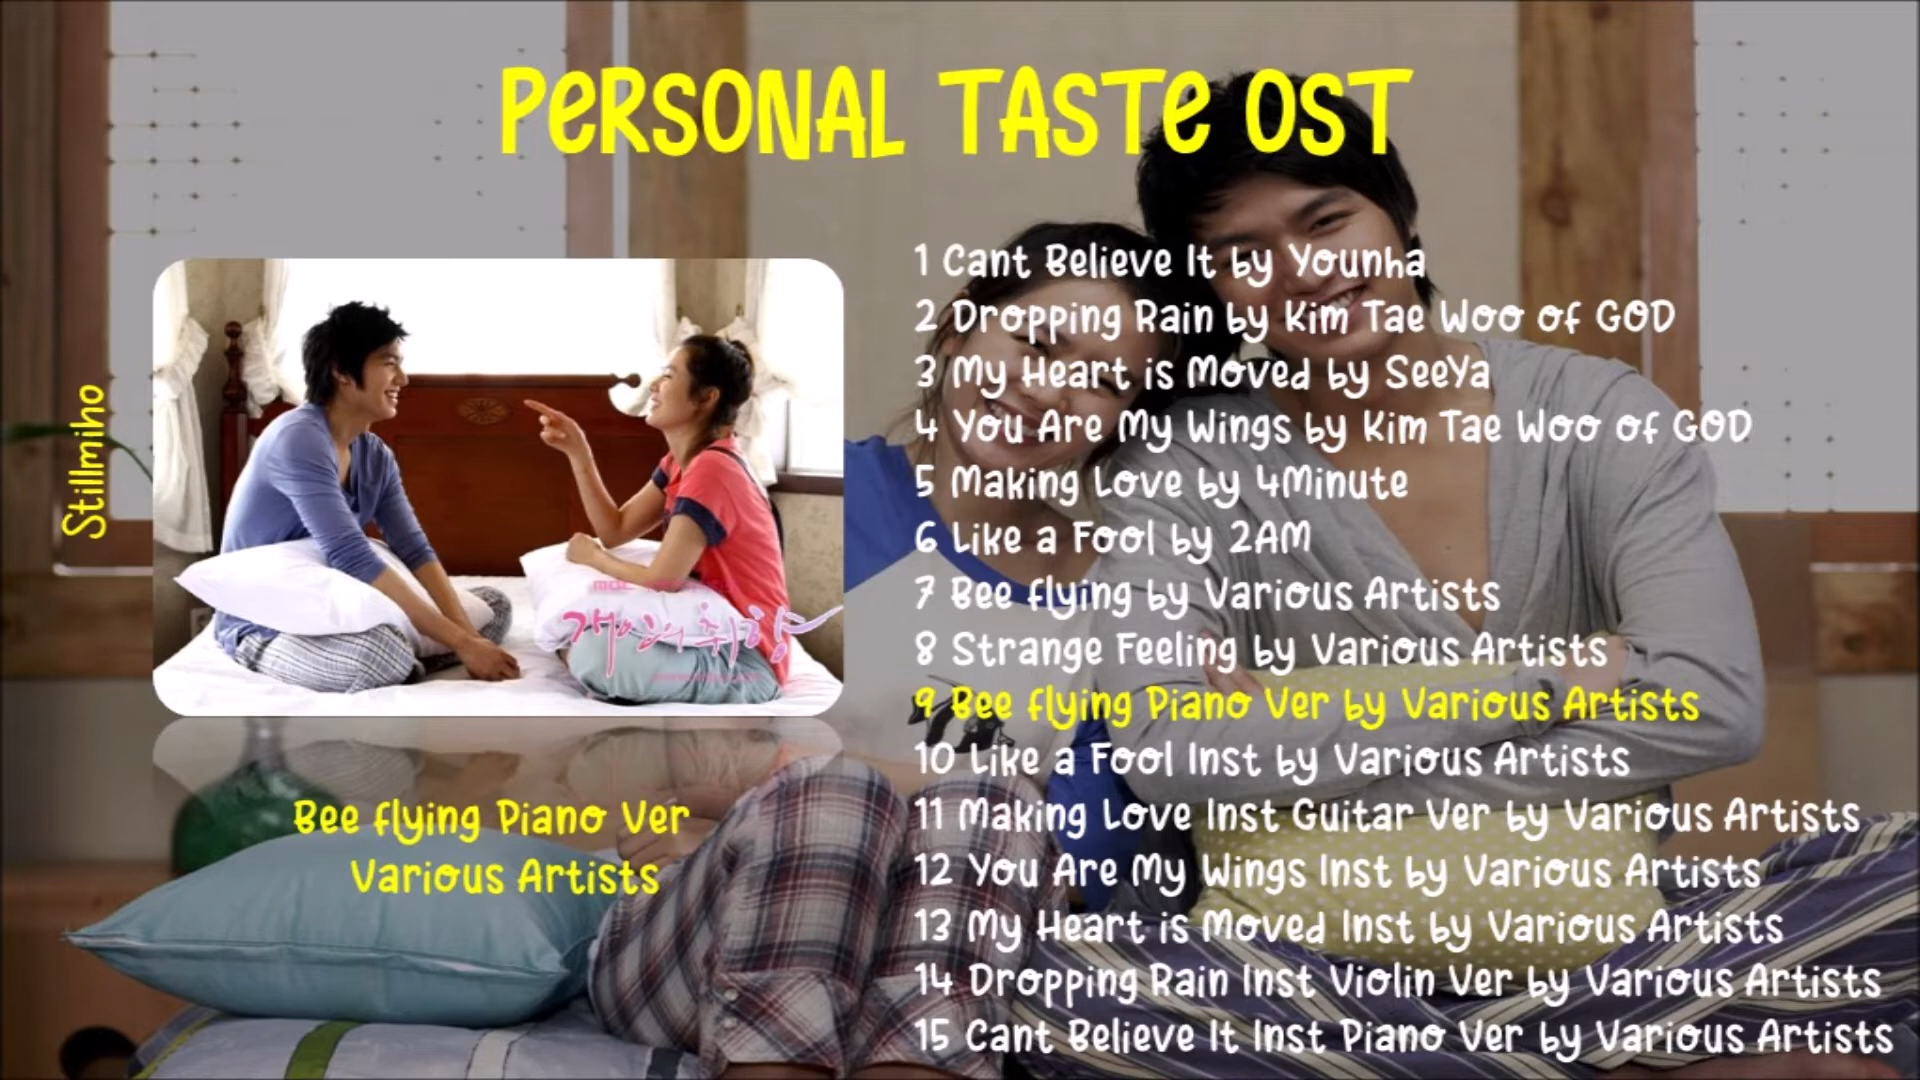 PERSONAL TASTE OST
Stillmiho
개인의 취향
Bee flying Piano Ver
Various Artists
1 Cant Believe It by Younha
2 Dropping Rain by Kim Tae Woo of GOD
3 My Heart is Moved by SeeYa
4 You Are My Wings by Kim Tae Woo of GOD
5 Making Love by 4Minute
6 Like a Fool by 2AM
7 Bee flying by Various Artists
8 Strange Feeling by Various Artists
9 Bee flying Piano Ver by Various Artists
10 Like a Fool Inst by Various Artists
11 Making Love Inst Guitar Ver by Various Artists
12 You Are My Wings Inst by Various Artists
13 My Heart is Moved Inst by Various Artists
14 Dropping Rain Inst Violin Ver by Various Artists
15 Cant Believe It Inst Piano Ver by Various Artists